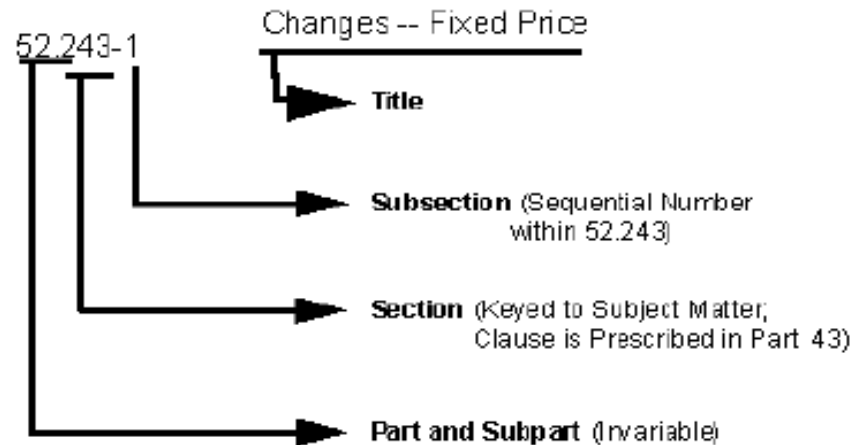 Changes -- Fixed Price
52.243-1
Title
Subsection (Sequential Number
within 52.243)
Section (Keyed to Subject Matter;
Clause is Prescribed in Part 43)
Part and Subpart (Invariable)